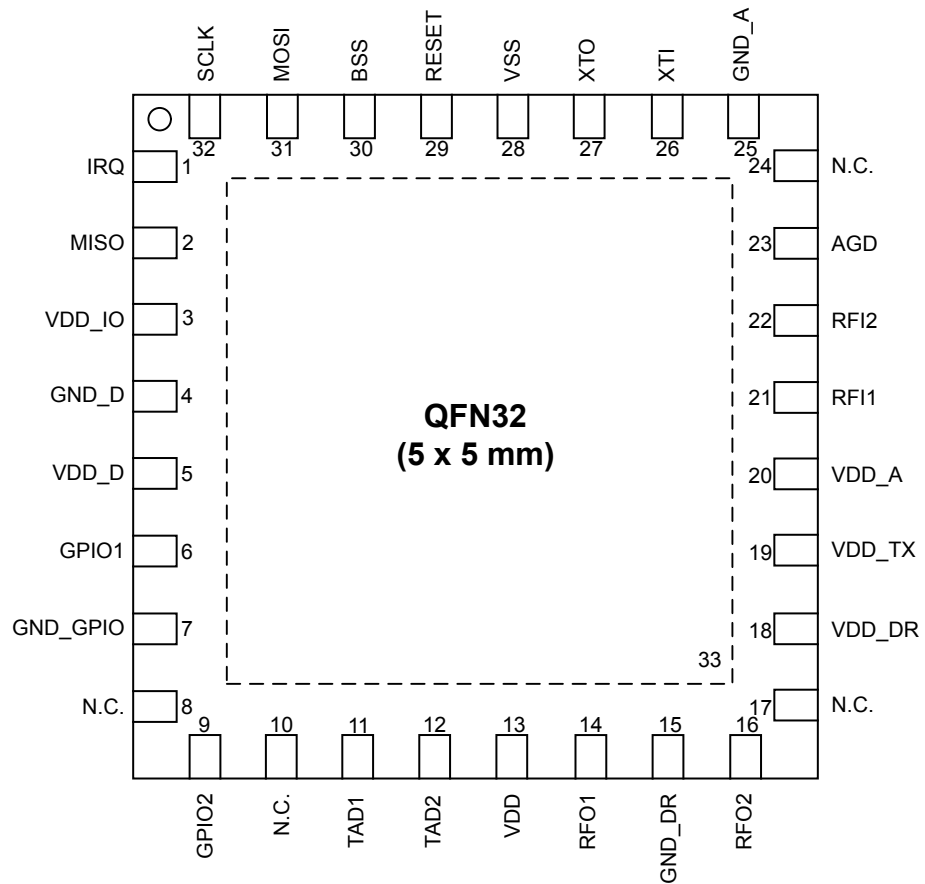 SCLK
MOSI
BSS
RESET
VSS
XTO
XTI
GND_A
32
31
30
29
28
27
26
25
IRQ 1
24 N.C.
MISO 2
23 AGD
VDD_IO 3
22 RFI2
GND_D 4
21 RFI1
QFN32
(5 x 5 mm)
VDD_D 5
20 VDD_A
GPIO1 6
19 VDD_TX
GND_GPIO 7
18 VDD_DR
33
N.C. 8
17 N.C.
9
10
11
12
13
14
15
16
GPIO2
N.C.
TAD1
TAD2
VDD
RFO1
GND_DR
RFO2